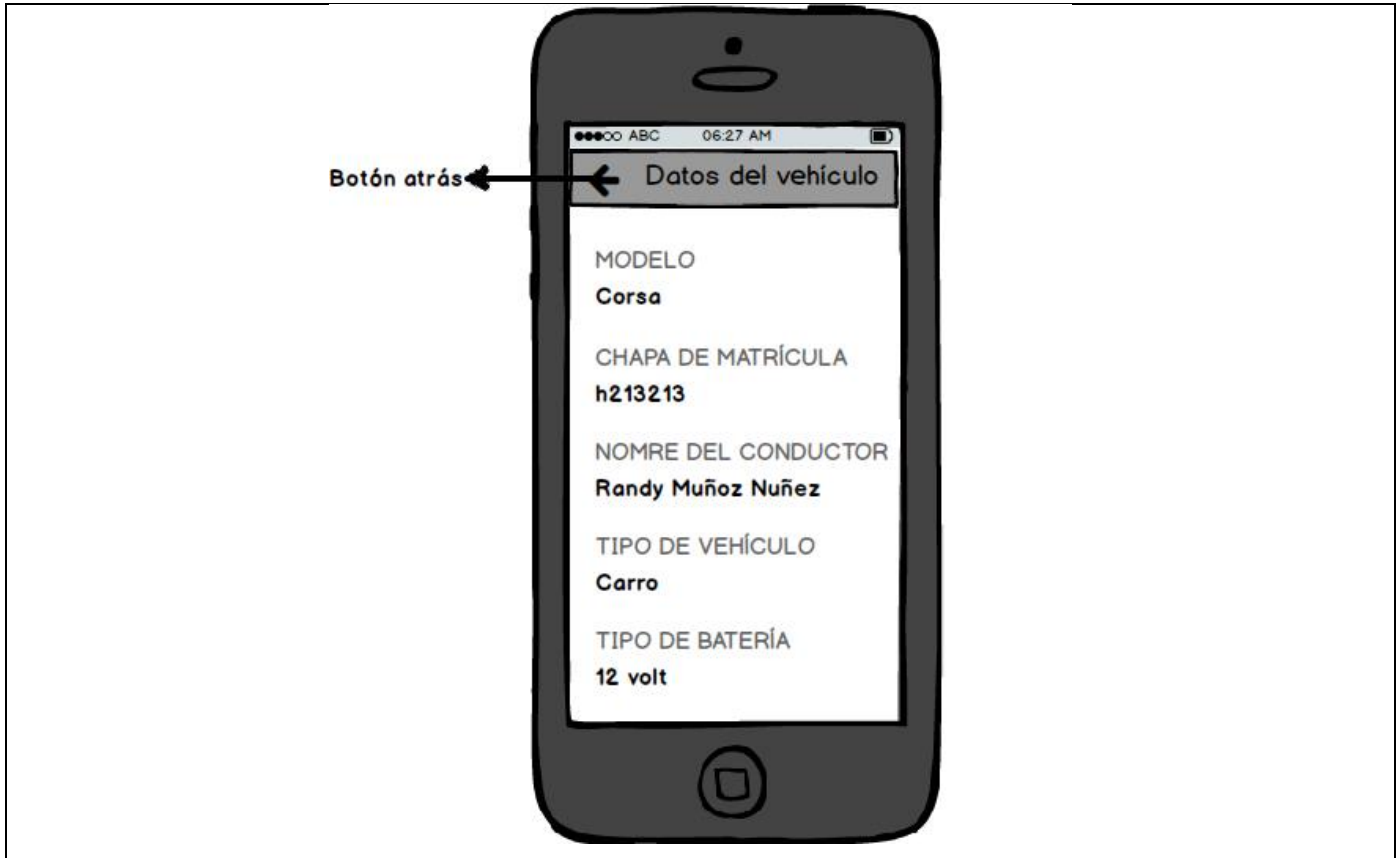 ABC 06:27 AM
Botón atrás
Datos del vehículo
MODELO
Corsa
CHAPA DE MATRÍCULA
h213213
NOMRE DEL CONDUCTOR
Randy Muñoz Nuñez
TIPO DE VEHÍCULO
Carro
TIPO DE BATERÍA
12 volt